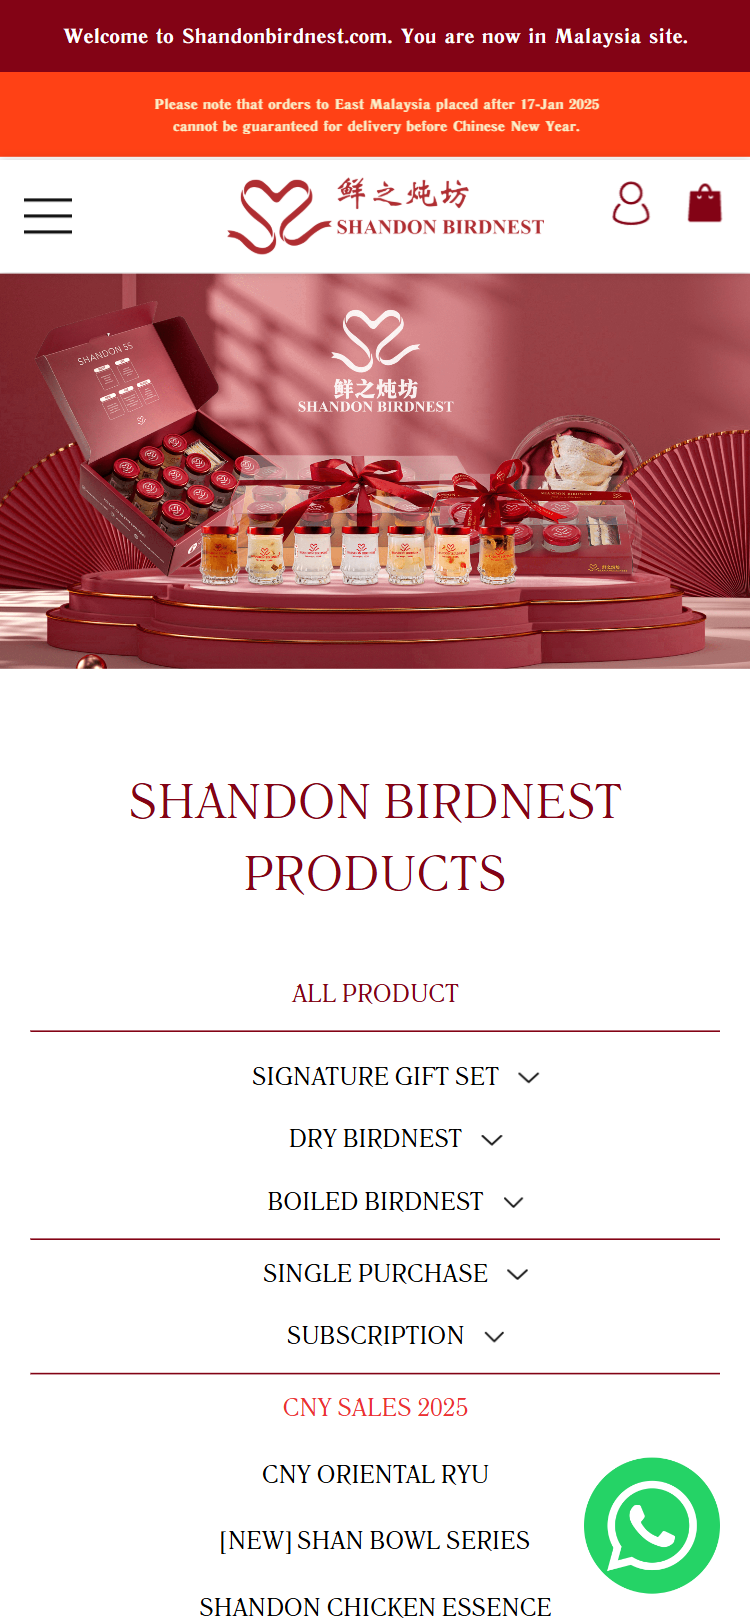 Welcome to Shandonbirdnest.com. You are now in Malaysia site.
Please note that orders to East Malaysia placed after 17-Jan 2025
cannot be guaranteed for delivery before Chinese New Year.
鲜之炖坊
SHANDON BIRDNEST
SHANDON SS
鲜之炖坊
SHANDON BIRDNEST
SHANDON BIRDNEST
PRODUCTS
ALL PRODUCT
SIGNATURE GIFT SET
DRY BIRDNEST
BOILED BIRDNEST
SINGLE PURCHASE
SUBSCRIPTION
CNY SALES 2025
CNY ORIENTAL RYU
[NEW] SHAN BOWL SERIES
SHANDON CHICKEN ESSENCE